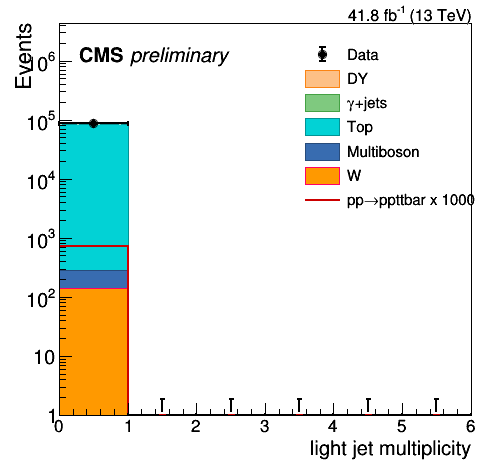 41.8 fb⁻¹ (13 TeV)
Events
CMS preliminary
Data
DY
γ+jets
Top
Multiboson
W
pp→ppttbar x 1000
10⁶
10⁵
10⁴
10³
10²
10
1
0 1 2 3 4 5 6
light jet multiplicity